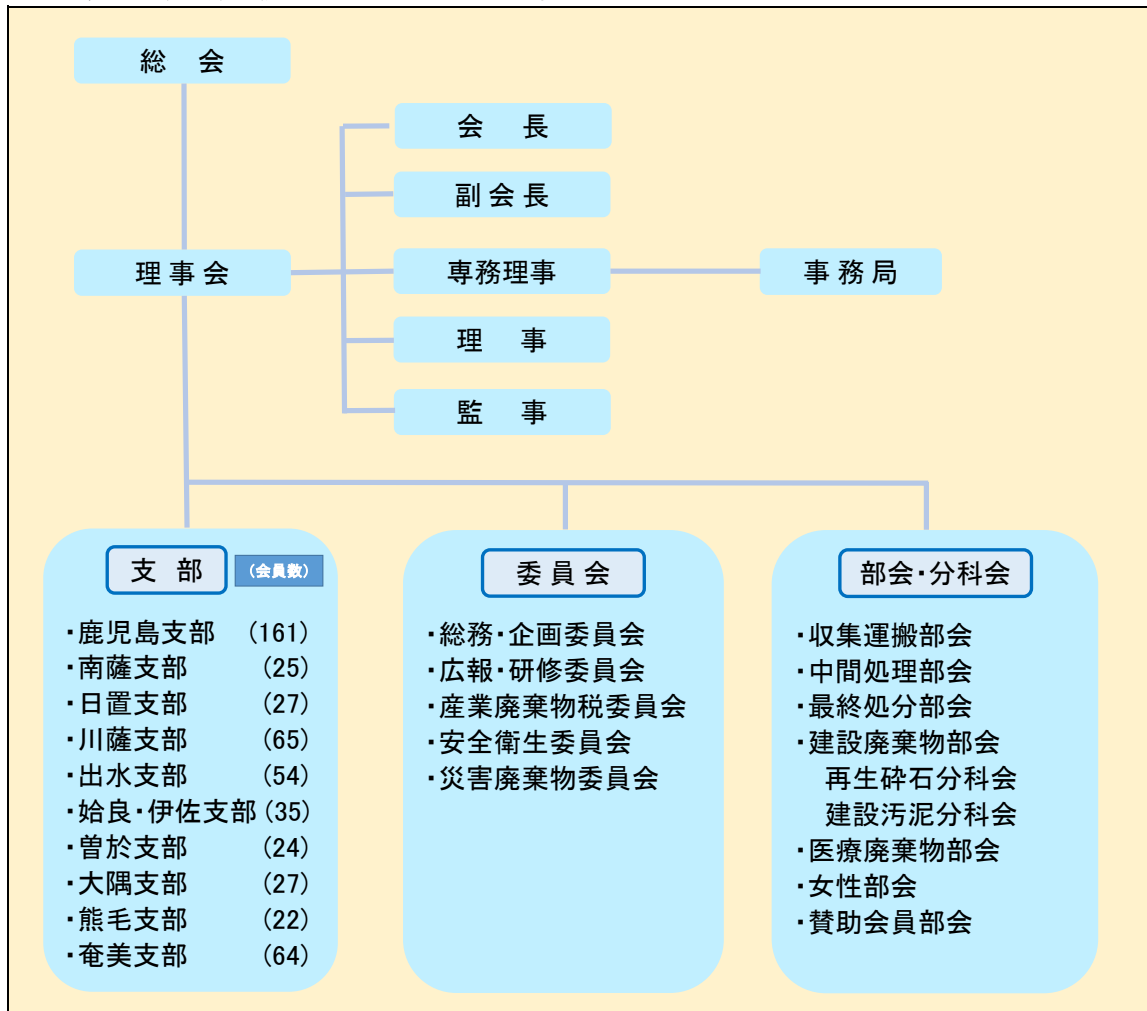 総　会
会　長
副 会 長
理 事 会
専務理事
事 務 局
理　事
監　事
支　部
(会員数)
・鹿児島支部 (161)
・南薩支部 (25)
・日置支部 (27)
・川薩支部 (65)
・出水支部 (54)
・姶良・伊佐支部 (35)
・曽於支部 (24)
・大隅支部 (27)
・熊毛支部 (22)
・奄美支部 (64)
委 員 会
・総務・企画委員会
・広報・研修委員会
・産業廃棄物税委員会
・安全衛生委員会
・災害廃棄物委員会
部会・分科会
・収集運搬部会
・中間処理部会
・最終処分部会
・建設廃棄物部会
再生砕石分科会
建設汚泥分科会
・医療廃棄物部会
・女性部会
・賛助会員部会